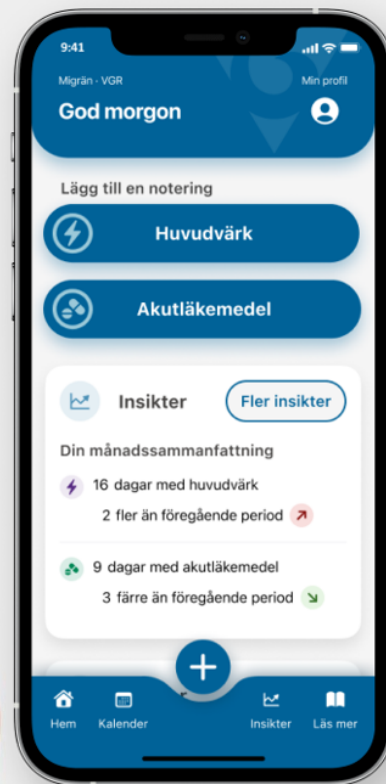 9:41
Migrän · VGR
Min profil
God morgon
Lägg till en notering
Huvudvärk
Akutläkemedel
Insikter
Fler insikter
Din månadssammanfattning
16 dagar med huvudvärk
2 fler än föregående period
9 dagar med akutläkemedel
3 färre än föregående period
Hem
Kalender
Insikter
Läs mer